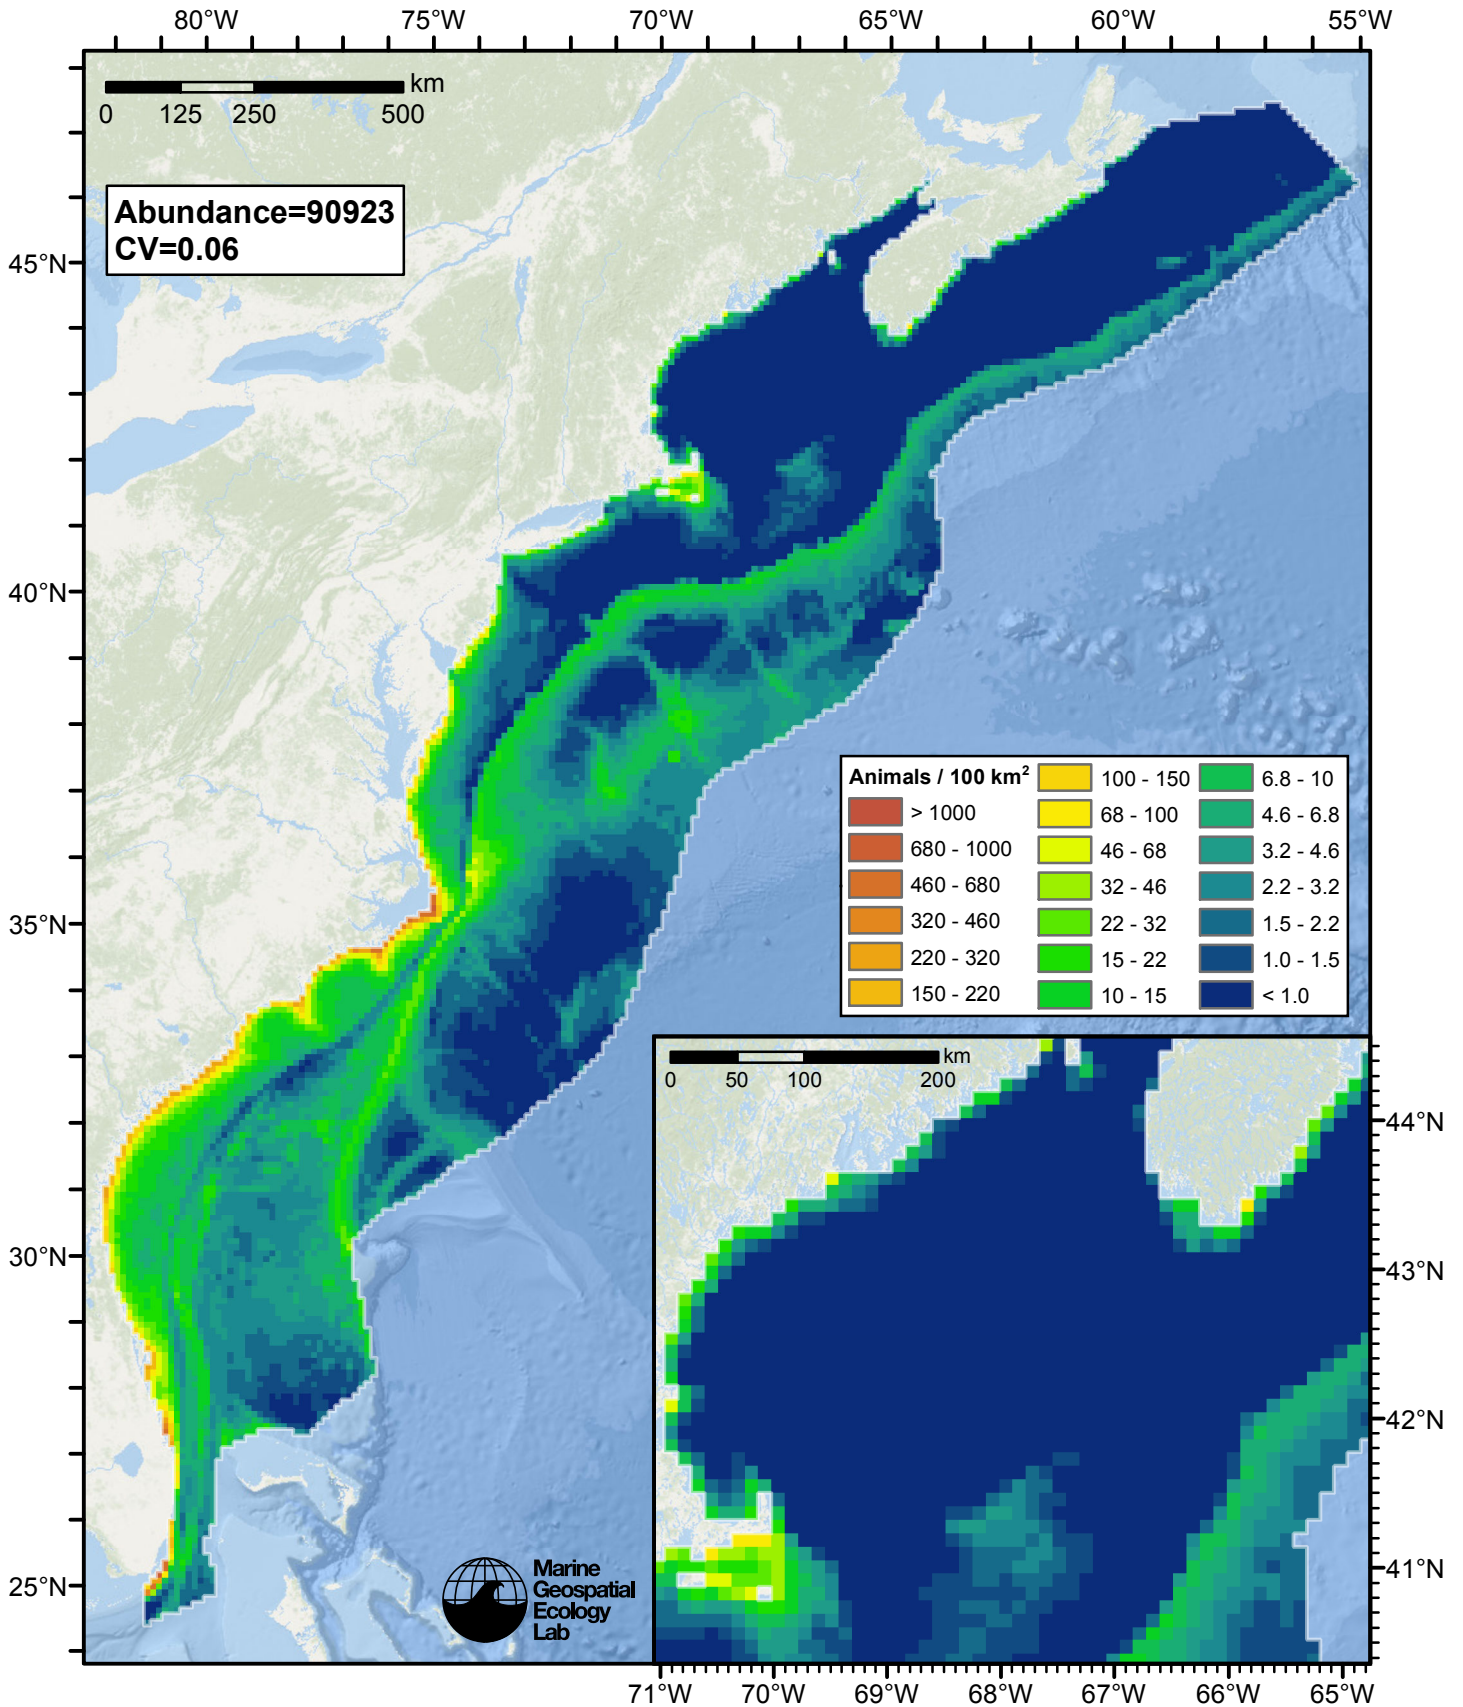 80°W 75°W 70°W 65°W 60°W 55°W
km
0 125 250 500
Abundance=90923
CV=0.06
45°N
40°N
35°N
30°N
25°N
Animals / 100 km²
> 1000
680 - 1000
460 - 680
320 - 460
220 - 320
150 - 220
100 - 150
68 - 100
46 - 68
32 - 46
22 - 32
15 - 22
10 - 15
6.8 - 10
4.6 - 6.8
3.2 - 4.6
2.2 - 3.2
1.5 - 2.2
1.0 - 1.5
< 1.0
km
0 50 100 200
44°N
43°N
42°N
41°N
Marine
Geospatial
Ecology
Lab
71°W 70°W 69°W 68°W 67°W 66°W 65°W